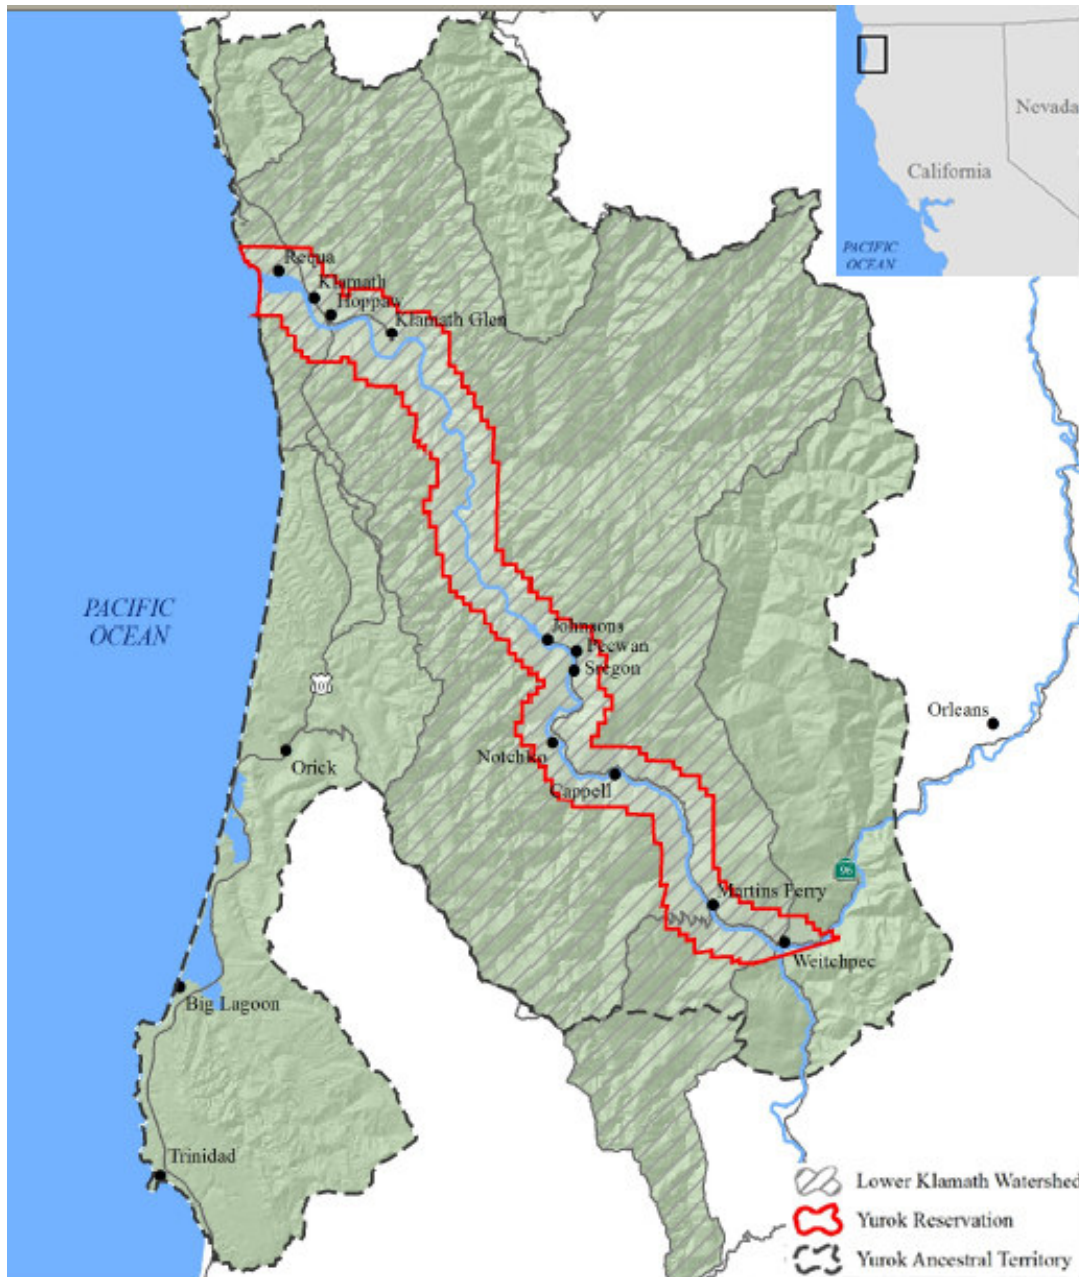 Nevada
California
PACIFIC
OCEAN
Requa
Klamath
Hoppaw
Klamath Glen
PACIFIC
OCEAN
Johnsons
Pecwan
Sregon
101
Orleans
Notchko
Orick
Cappell
96
Martins Ferry
Weitchpec
Big Lagoon
Trinidad
Lower Klamath Watershed
Yurok Reservation
Yurok Ancestral Territory